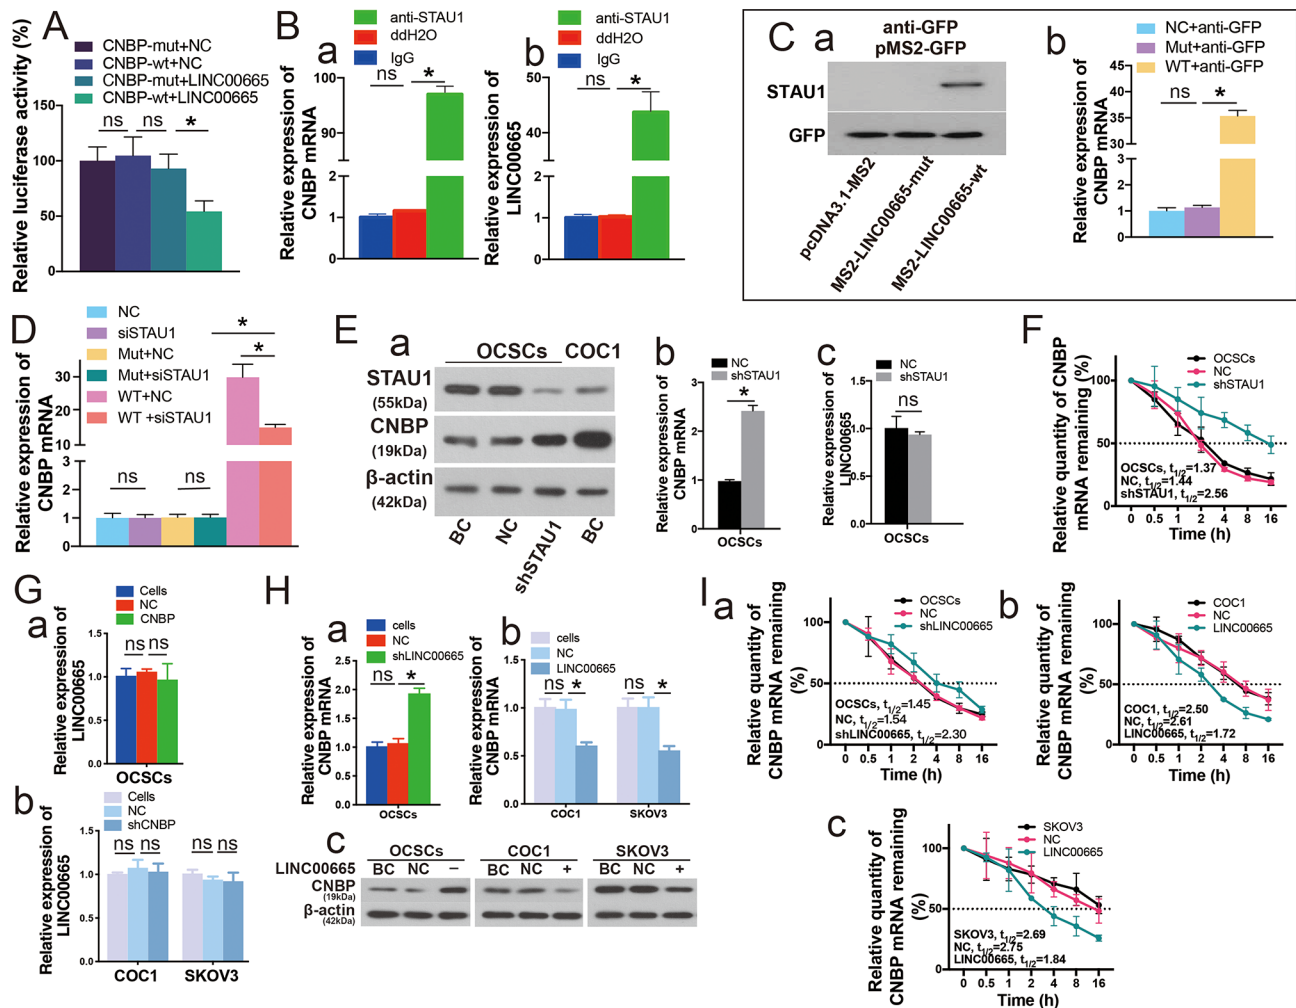 A
Relative luciferase activity (%)
CNBP-mut+NC
CNBP-wt+NC
CNBP-mut+LINC00665
CNBP-wt+LINC00665
150
100
50
0
ns
ns
*
B
a
anti-STAU1
ddH2O
IgG
Relative expression of
CNBP mRNA
100
90
2
1
0
ns
*
b
anti-STAU1
ddH2O
IgG
Relative expression of
LINC00665
50
40
2
1
0
ns
*
C
a
anti-GFP
pMS2-GFP
STAU1
GFP
pcDNA3.1-MS2
MS2-LINC00665-mut
MS2-LINC00665-wt
b
NC+anti-GFP
Mut+anti-GFP
WT+anti-GFP
Relative expression of
CNBP mRNA
45
40
35
30
3
2
1
0
ns
*
D
NC
siSTAU1
Mut+NC
Mut+siSTAU1
WT+NC
WT +siSTAU1
Relative expression of
CNBP mRNA
30
20
10
3
2
1
0
ns
ns
*
*
E
a
OCSCs
COC1
STAU1
(55kDa)
CNBP
(19kDa)
β-actin
(42kDa)
BC
NC
shSTAU1
BC
b
NC
shSTAU1
Relative expression of
CNBP mRNA
3
2
1
0
*
OCSCs
c
NC
shSTAU1
Relative expression of
LINC00665
1.5
1.0
0.5
0.0
ns
OCSCs
F
Relative quantity of CNBP
mRNA remaining (%)
OCSCs
NC
shSTAU1
100
50
0
OCSCs, t1/2=1.37
NC, t1/2=1.44
shSTAU1, t1/2=2.56
0 0.5 1 2 4 8 16
Time (h)
G
a
Cells
NC
CNBP
Relative expression of
LINC00665
1.5
1.0
0.5
0.0
ns
ns
OCSCs
b
Cells
NC
shCNBP
Relative expression of
LINC00665
1.5
1.0
0.5
0.0
ns
ns
ns
ns
COC1
SKOV3
H
a
cells
NC
shLINC00665
Relative expression of
CNBP mRNA
2.5
2.0
1.5
1.0
0.5
0.0
ns
*
OCSCs
b
cells
NC
LINC00665
Relative expression of
CNBP mRNA
1.5
1.0
0.5
0.0
ns
*
ns
*
COC1
SKOV3
c
OCSCs
COC1
SKOV3
LINC00665
BC NC −
BC NC +
BC NC +
CNBP
(19kDa)
β-actin
(42kDa)
I
a
Relative quantity of
CNBP mRNA remaining
(%)
OCSCs
NC
shLINC00665
100
50
0
OCSCs, t1/2=1.45
NC, t1/2=1.54
shLINC00665, t1/2=2.30
0 0.5 1 2 4 8 16
Time (h)
b
Relative quantity of
CNBP mRNA remaining
(%)
COC1
NC
LINC00665
100
50
0
COC1, t1/2=2.50
NC, t1/2=2.61
LINC00665, t1/2=1.72
0 0.5 1 2 4 8 16
Time (h)
c
Relative quantity of
CNBP mRNA remaining
(%)
SKOV3
NC
LINC00665
100
50
0
SKOV3, t1/2=2.69
NC, t1/2=2.75
LINC00665, t1/2=1.84
0 0.5 1 2 4 8 16
Time (h)